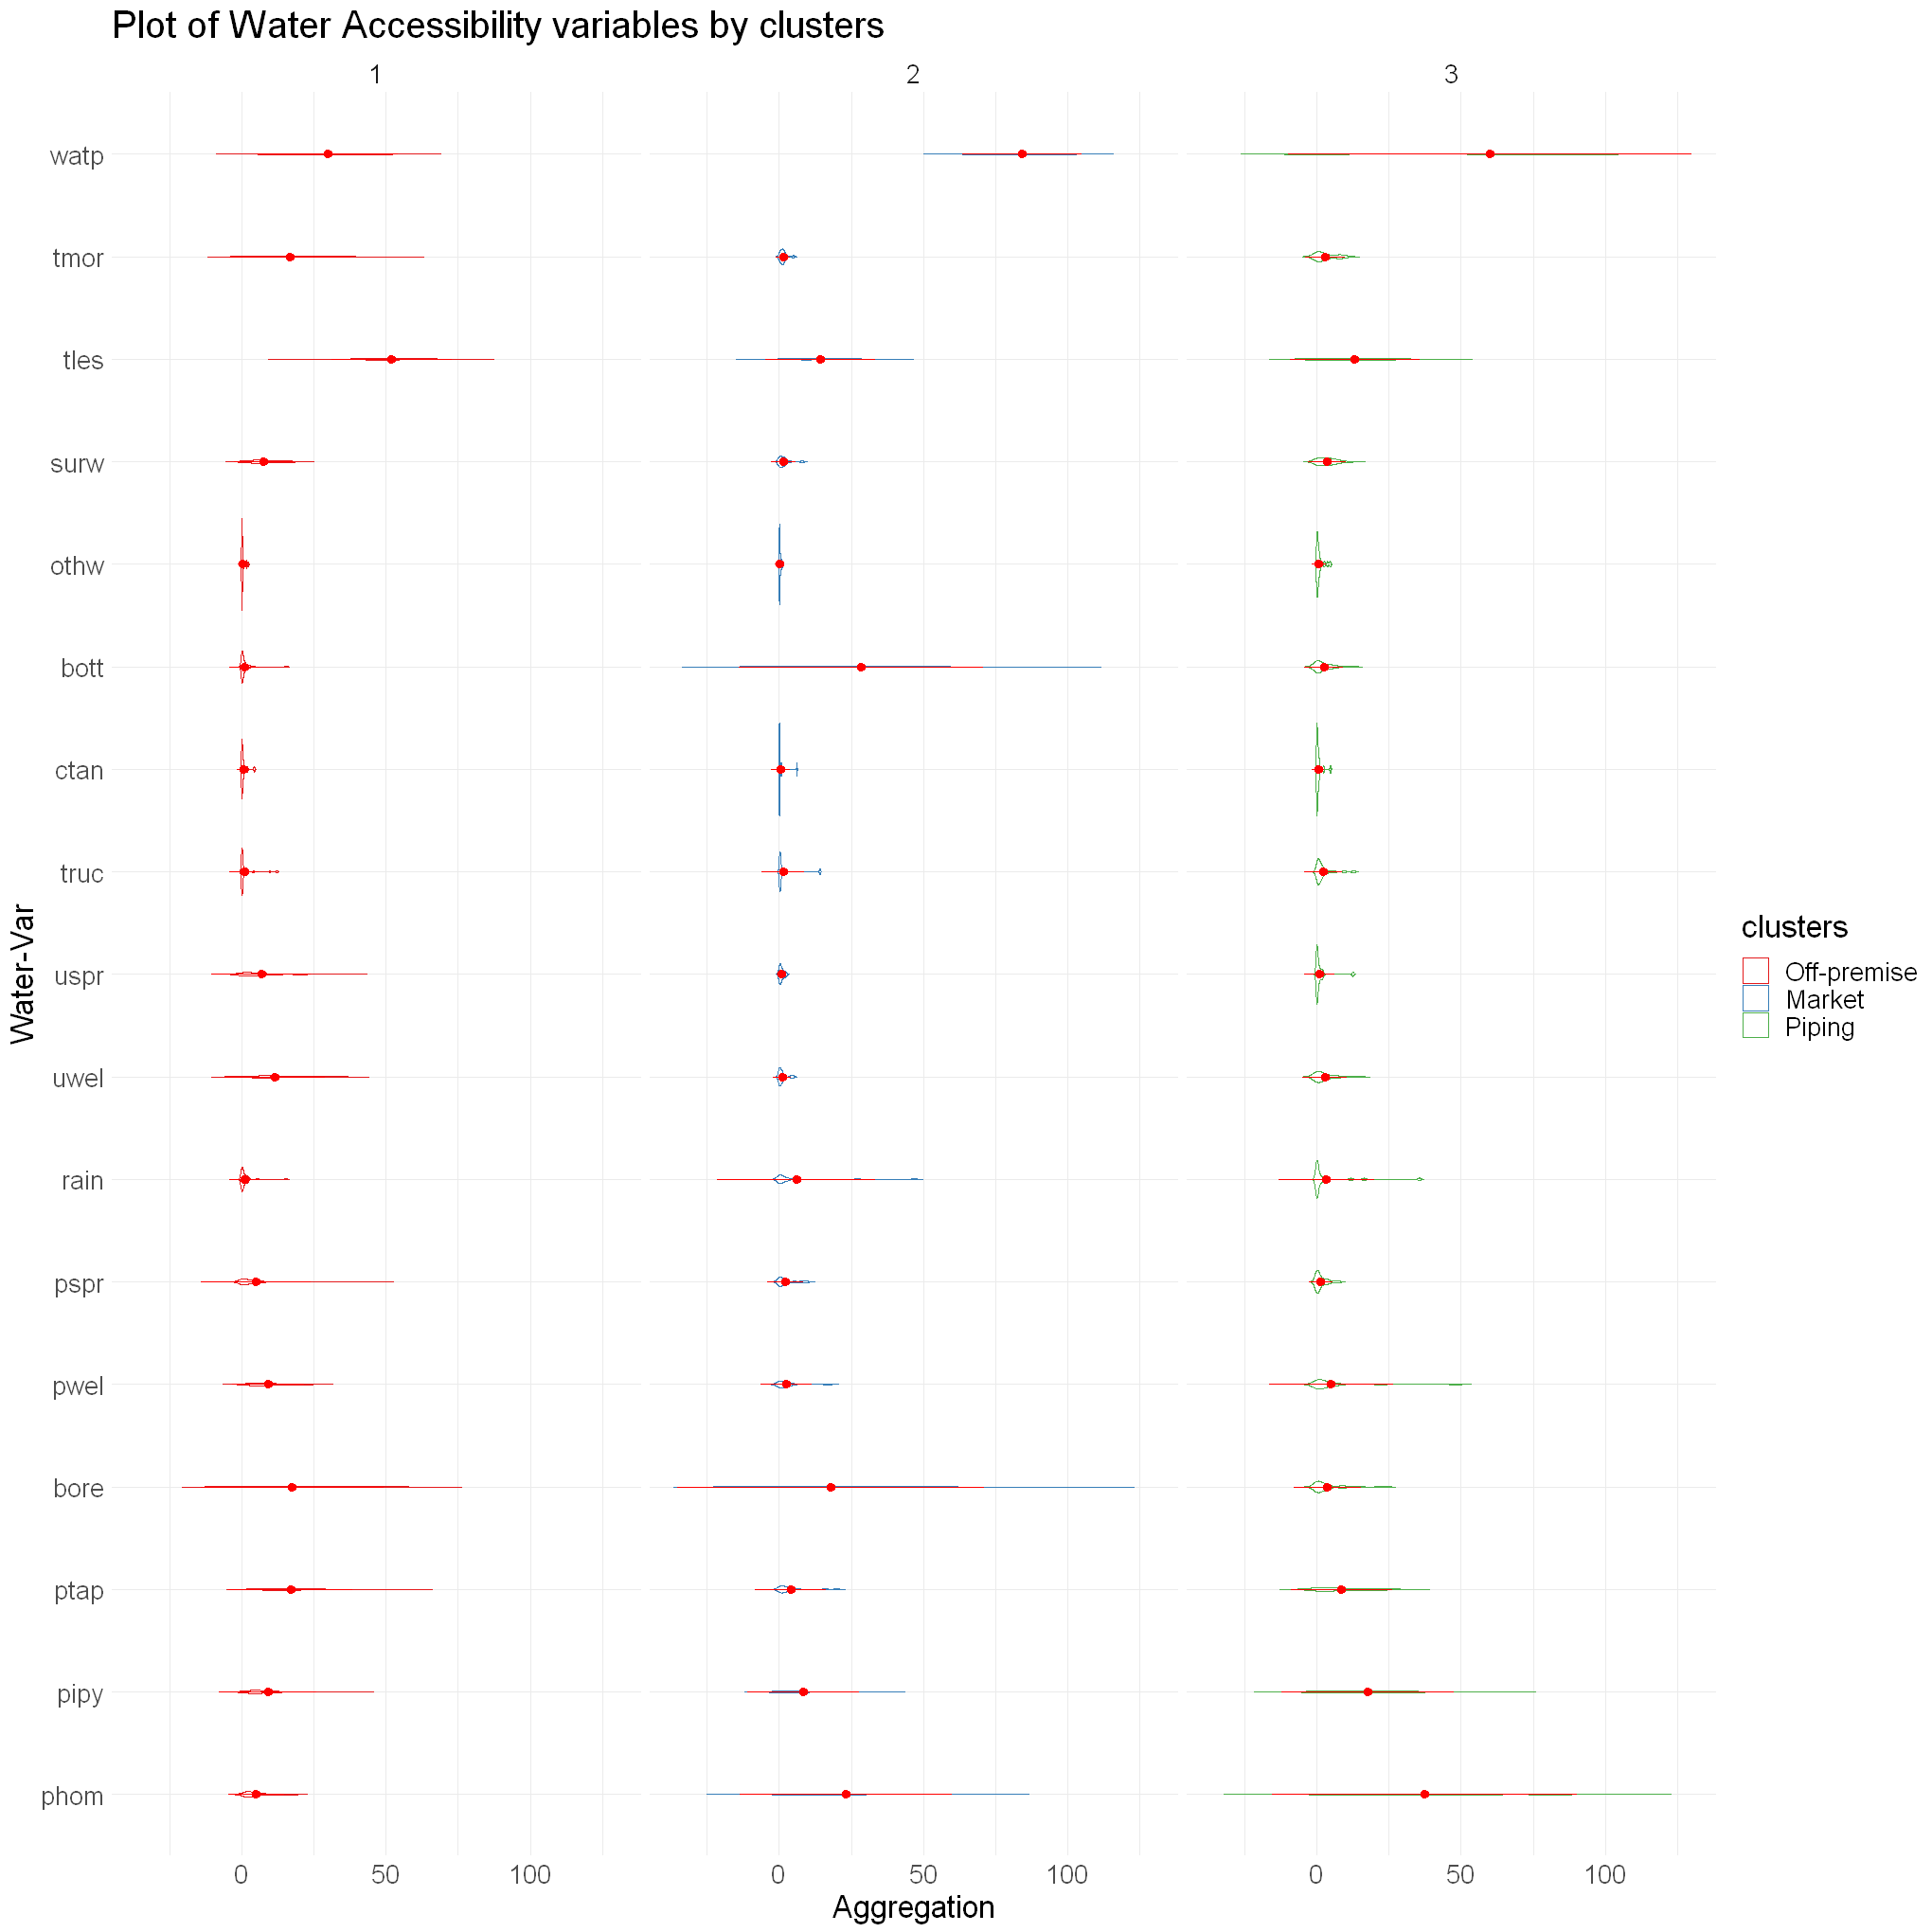 Plot of Water Accessibility variables by clusters
1 2 3
watp
tmor
tles
surw
othw
bott
ctan
truc
uspr
uwel
rain
pspr
pwel
bore
ptap
pipy
phom
Water-Var
0 50 100 0 50 100 0 50 100
Aggregation
clusters
Off-premise
Market
Piping